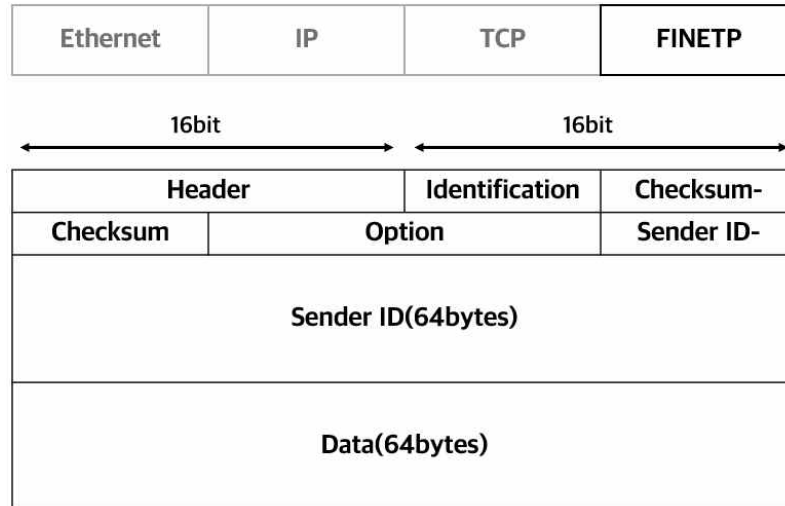 Ethernet IP TCP FINETP
16bit 16bit
Header Identification Checksum-
Checksum Option Sender ID-
Sender ID(64bytes)
Data(64bytes)